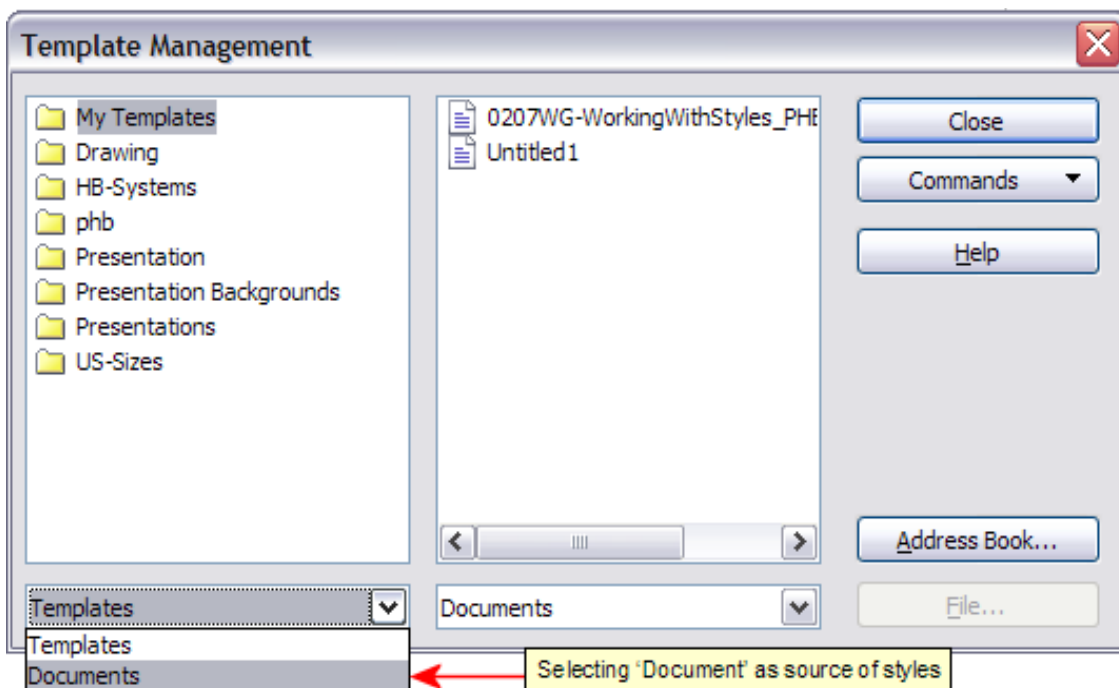 Template Management
My Templates
Drawing
HB-Systems
phb
Presentation
Presentation Backgrounds
Presentations
US-Sizes
0207WG-WorkingWithStyles_PHB
Untitled1
Close
Commands
Help
Address Book...
File...
Templates
Documents
Templates
Documents
Selecting ‘Document’ as source of styles